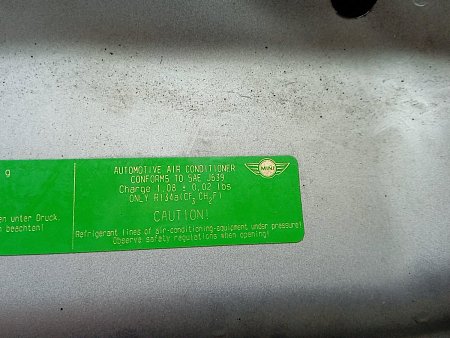 g
en unter Druck.
n beachten!
AUTOMOTIVE AIR CONDITIONER
CONFORMS TO SAE J639
Charge 1,08 ± 0,02 lbs
ONLY R134a(CF₃CH₂F)
MINI
CAUTION!
Refrigerant lines of air-conditioning-equipment under pressure!
Observe safety regulations when opening!